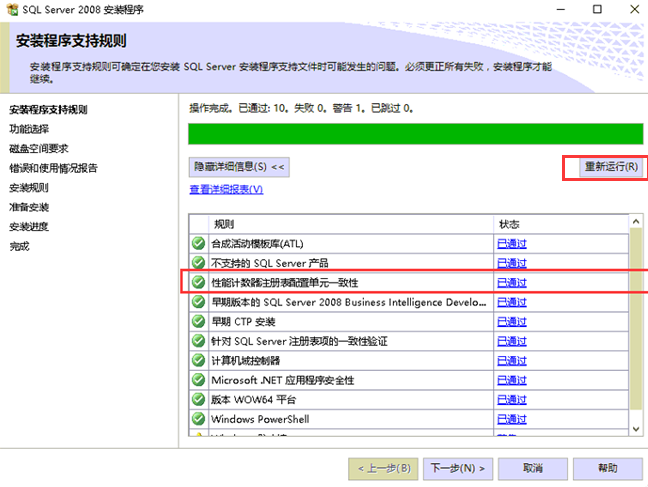 SQL Server 2008 安装程序
安装程序支持规则
安装程序支持规则可确定在您安装 SQL Server 安装程序支持文件时可能发生的问题。必须更正所有失败，安装程序才能
继续。
安装程序支持规则
功能选择
磁盘空间要求
错误和使用情况报告
安装规则
准备安装
安装进度
完成
操作完成。已通过: 10。失败 0。警告 1。已跳过 0。
隐藏详细信息(S) <<
重新运行(R)
查看详细报表(V)
规则 状态
合成活动模板库(ATL) 已通过
不支持的 SQL Server 产品 已通过
性能计数器注册表配置单元一致性 已通过
早期版本的 SQL Server 2008 Business Intelligence Develo... 已通过
早期 CTP 安装 已通过
针对 SQL Server 注册表项的一致性验证 已通过
计算机域控制器 已通过
Microsoft .NET 应用程序安全性 已通过
版本 WOW64 平台 已通过
Windows PowerShell 已通过
< 上一步(B) 下一步(N) > 取消 帮助